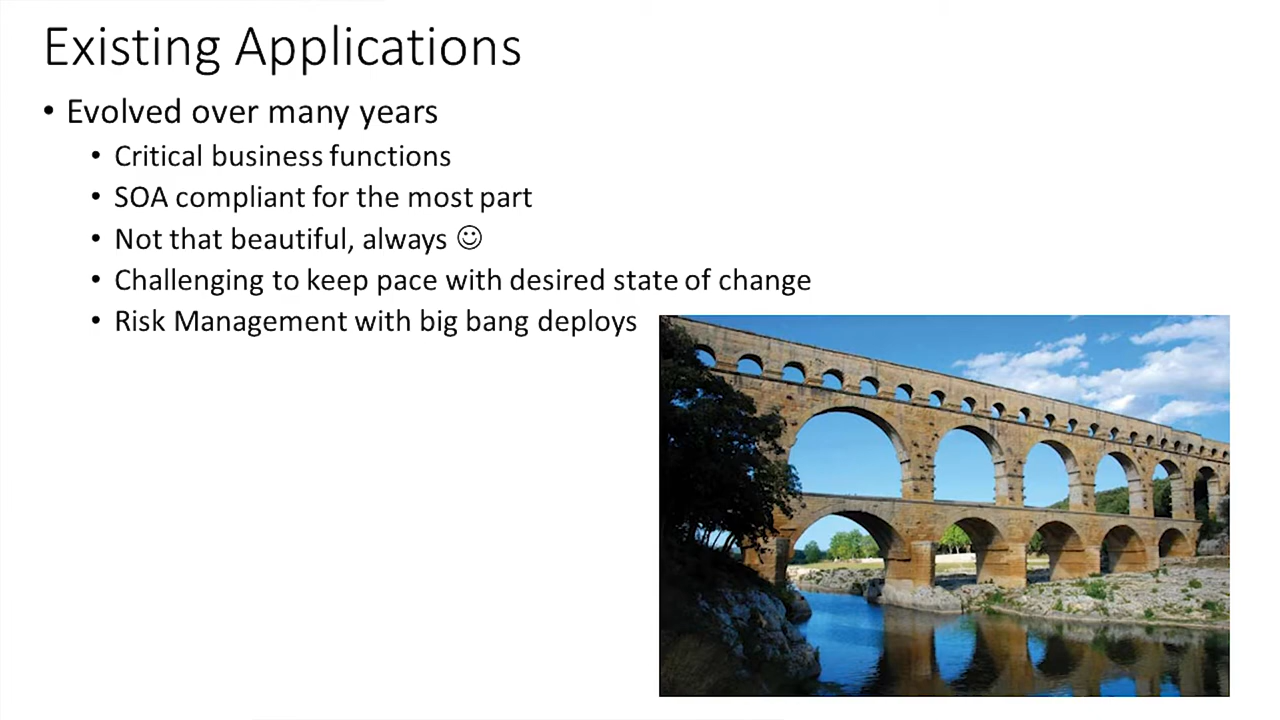 Existing Applications
• Evolved over many years
• Critical business functions
• SOA compliant for the most part
• Not that beautiful, always ☺
• Challenging to keep pace with desired state of change
• Risk Management with big bang deploys